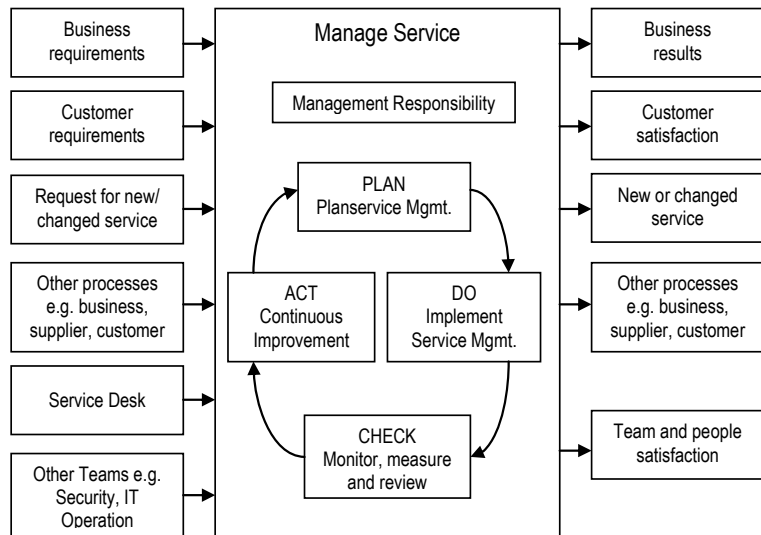 Business
requirements
Customer
requirements
Request for new/
changed service
Other processes
e.g. business,
supplier, customer
Service Desk
Other Teams e.g.
Security, IT
Operation
Manage Service
Management Responsibility
PLAN
Planservice Mgmt.
ACT
Continuous
Improvement
DO
Implement
Service Mgmt.
CHECK
Monitor, measure
and review
Business
results
Customer
satisfaction
New or changed
service
Other processes
e.g. business,
supplier, customer
Team and people
satisfaction